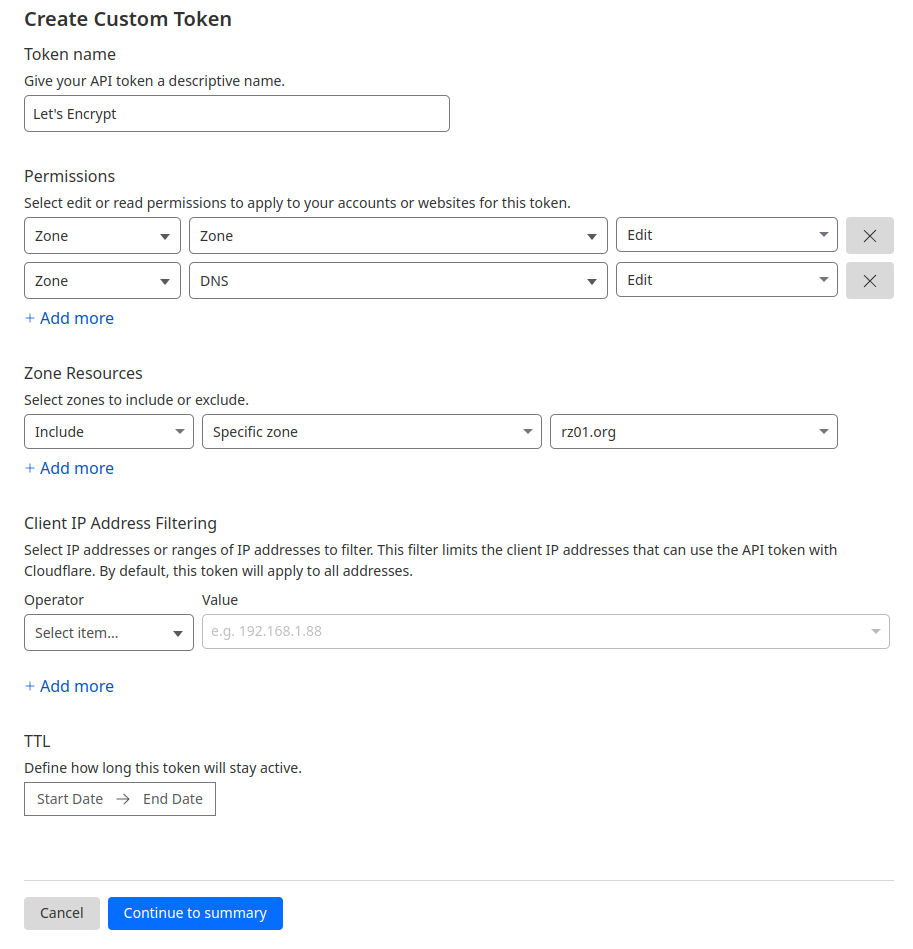 Create Custom Token
Token name
Give your API token a descriptive name.
Let's Encrypt
Permissions
Select edit or read permissions to apply to your accounts or websites for this token.
Zone Zone Edit
Zone DNS Edit
+ Add more
Zone Resources
Select zones to include or exclude.
Include Specific zone rz01.org
+ Add more
Client IP Address Filtering
Select IP addresses or ranges of IP addresses to filter. This filter limits the client IP addresses that can use the API token with
Cloudflare. By default, this token will apply to all addresses.
Operator Value
Select item... e.g. 192.168.1.88
+ Add more
TTL
Define how long this token will stay active.
Start Date → End Date
Cancel Continue to summary